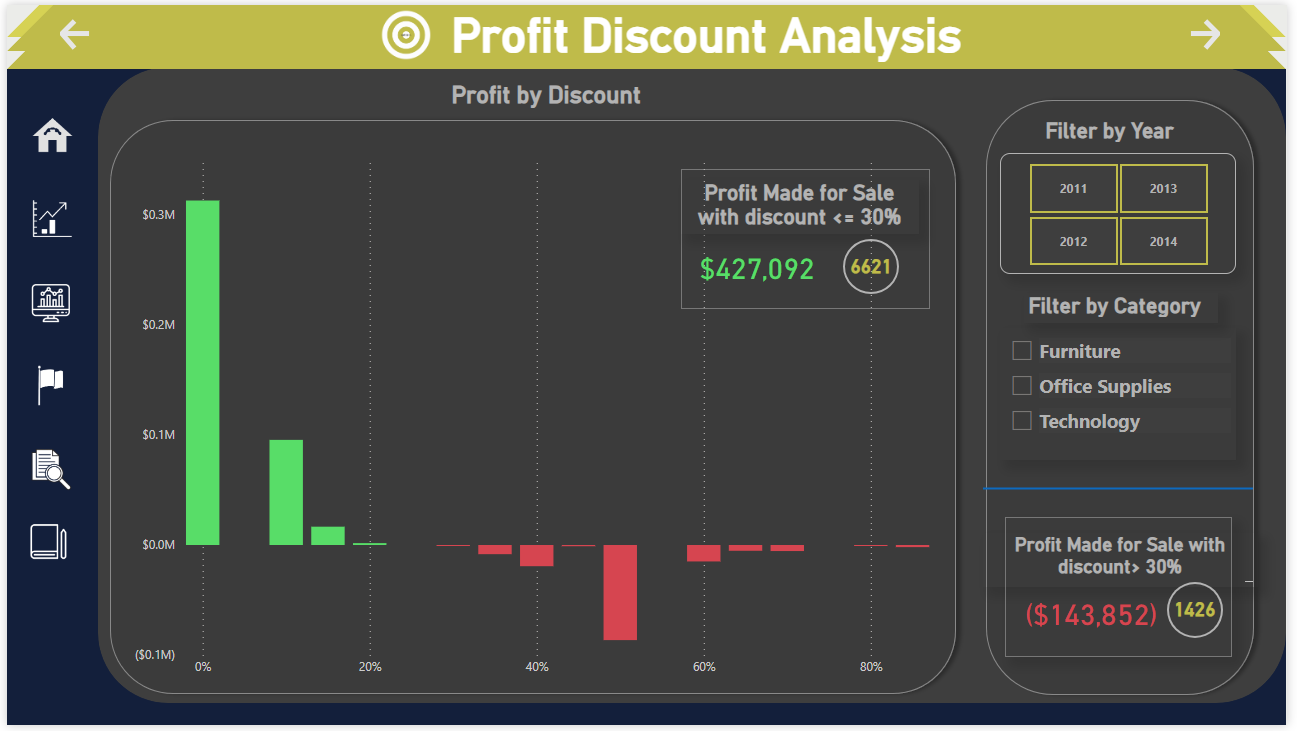 Profit Discount Analysis
Profit by Discount
$0.3M
$0.2M
$0.1M
$0.0M
($0.1M)
0%
20%
40%
60%
80%
Profit Made for Sale
with discount <= 30%
$427,092
6621
Filter by Year
2011
2013
2012
2014
Filter by Category
Furniture
Office Supplies
Technology
Profit Made for Sale with
discount> 30%
($143,852)
1426